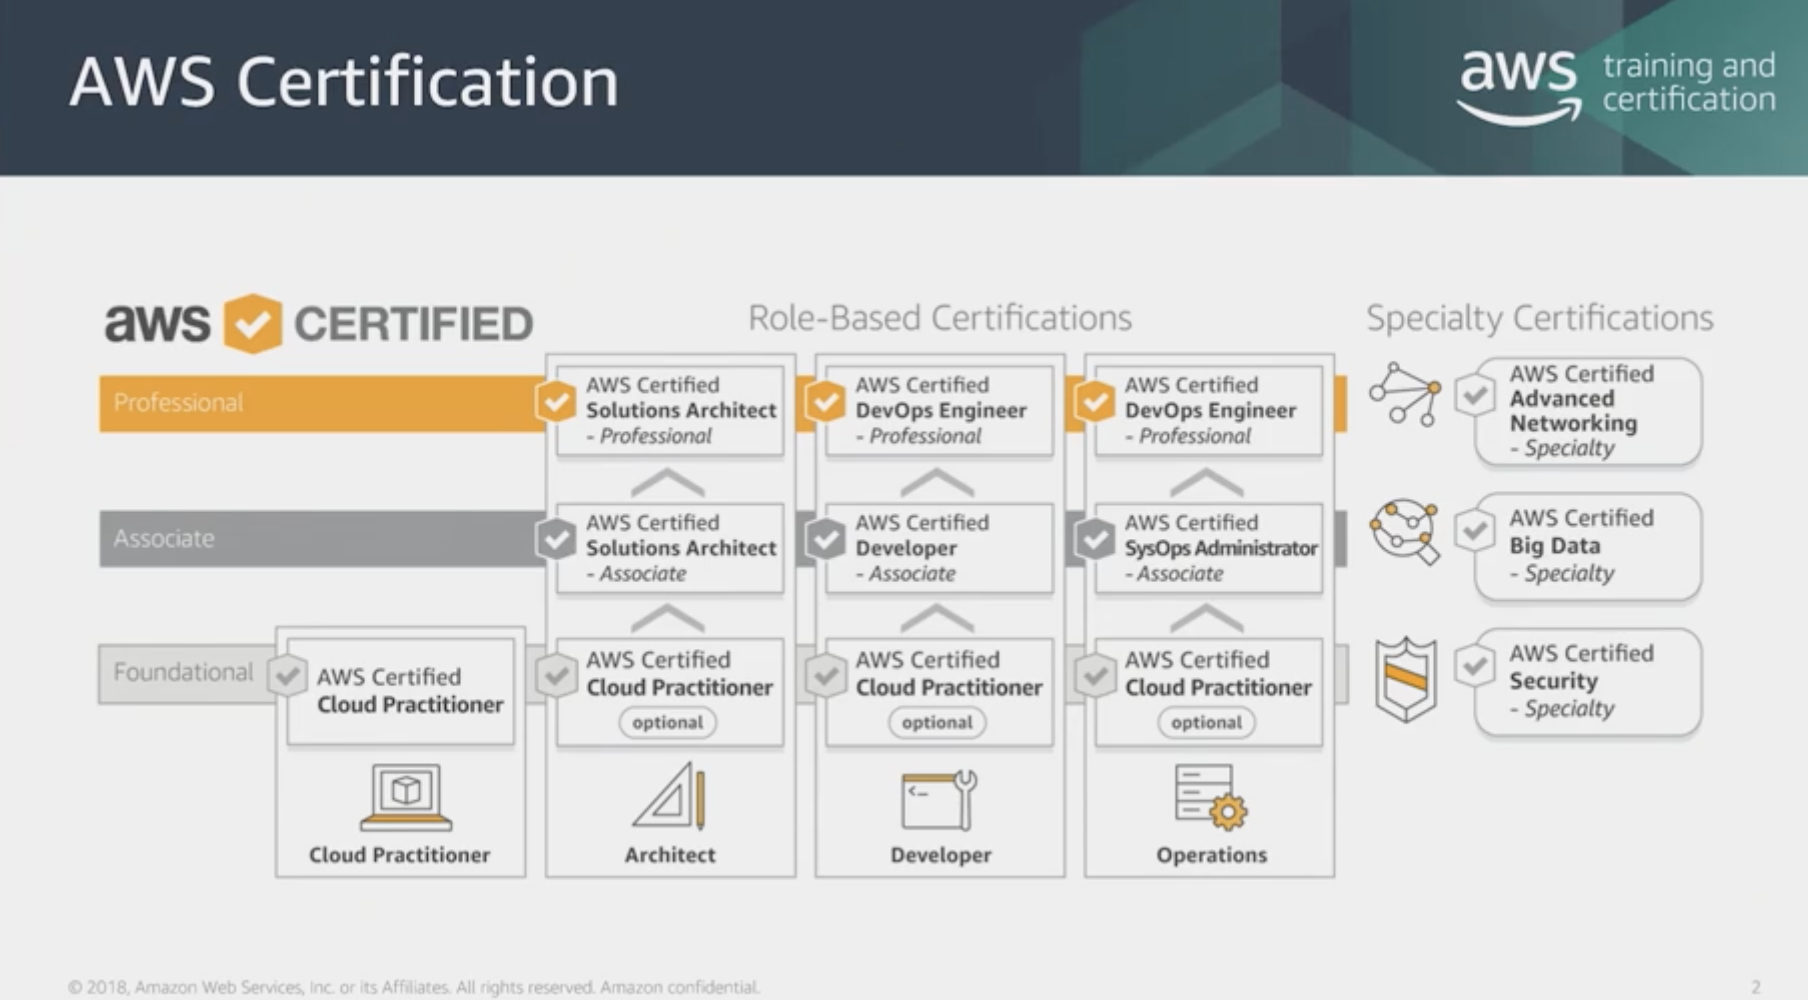 AWS Certification
aws training and
certification
aws CERTIFIED
Role-Based Certifications
Specialty Certifications
Professional
AWS Certified
Solutions Architect
- Professional
AWS Certified
DevOps Engineer
- Professional
AWS Certified
DevOps Engineer
- Professional
AWS Certified
Advanced
Networking
- Specialty
Associate
AWS Certified
Solutions Architect
- Associate
AWS Certified
Developer
- Associate
AWS Certified
SysOps Administrator
- Associate
AWS Certified
Big Data
- Specialty
Foundational
AWS Certified
Cloud Practitioner
AWS Certified
Cloud Practitioner
optional
AWS Certified
Cloud Practitioner
optional
AWS Certified
Cloud Practitioner
optional
AWS Certified
Security
- Specialty
Cloud Practitioner
Architect
Developer
Operations
© 2018, Amazon Web Services, Inc. or its Affiliates. All rights reserved. Amazon confidential.
2